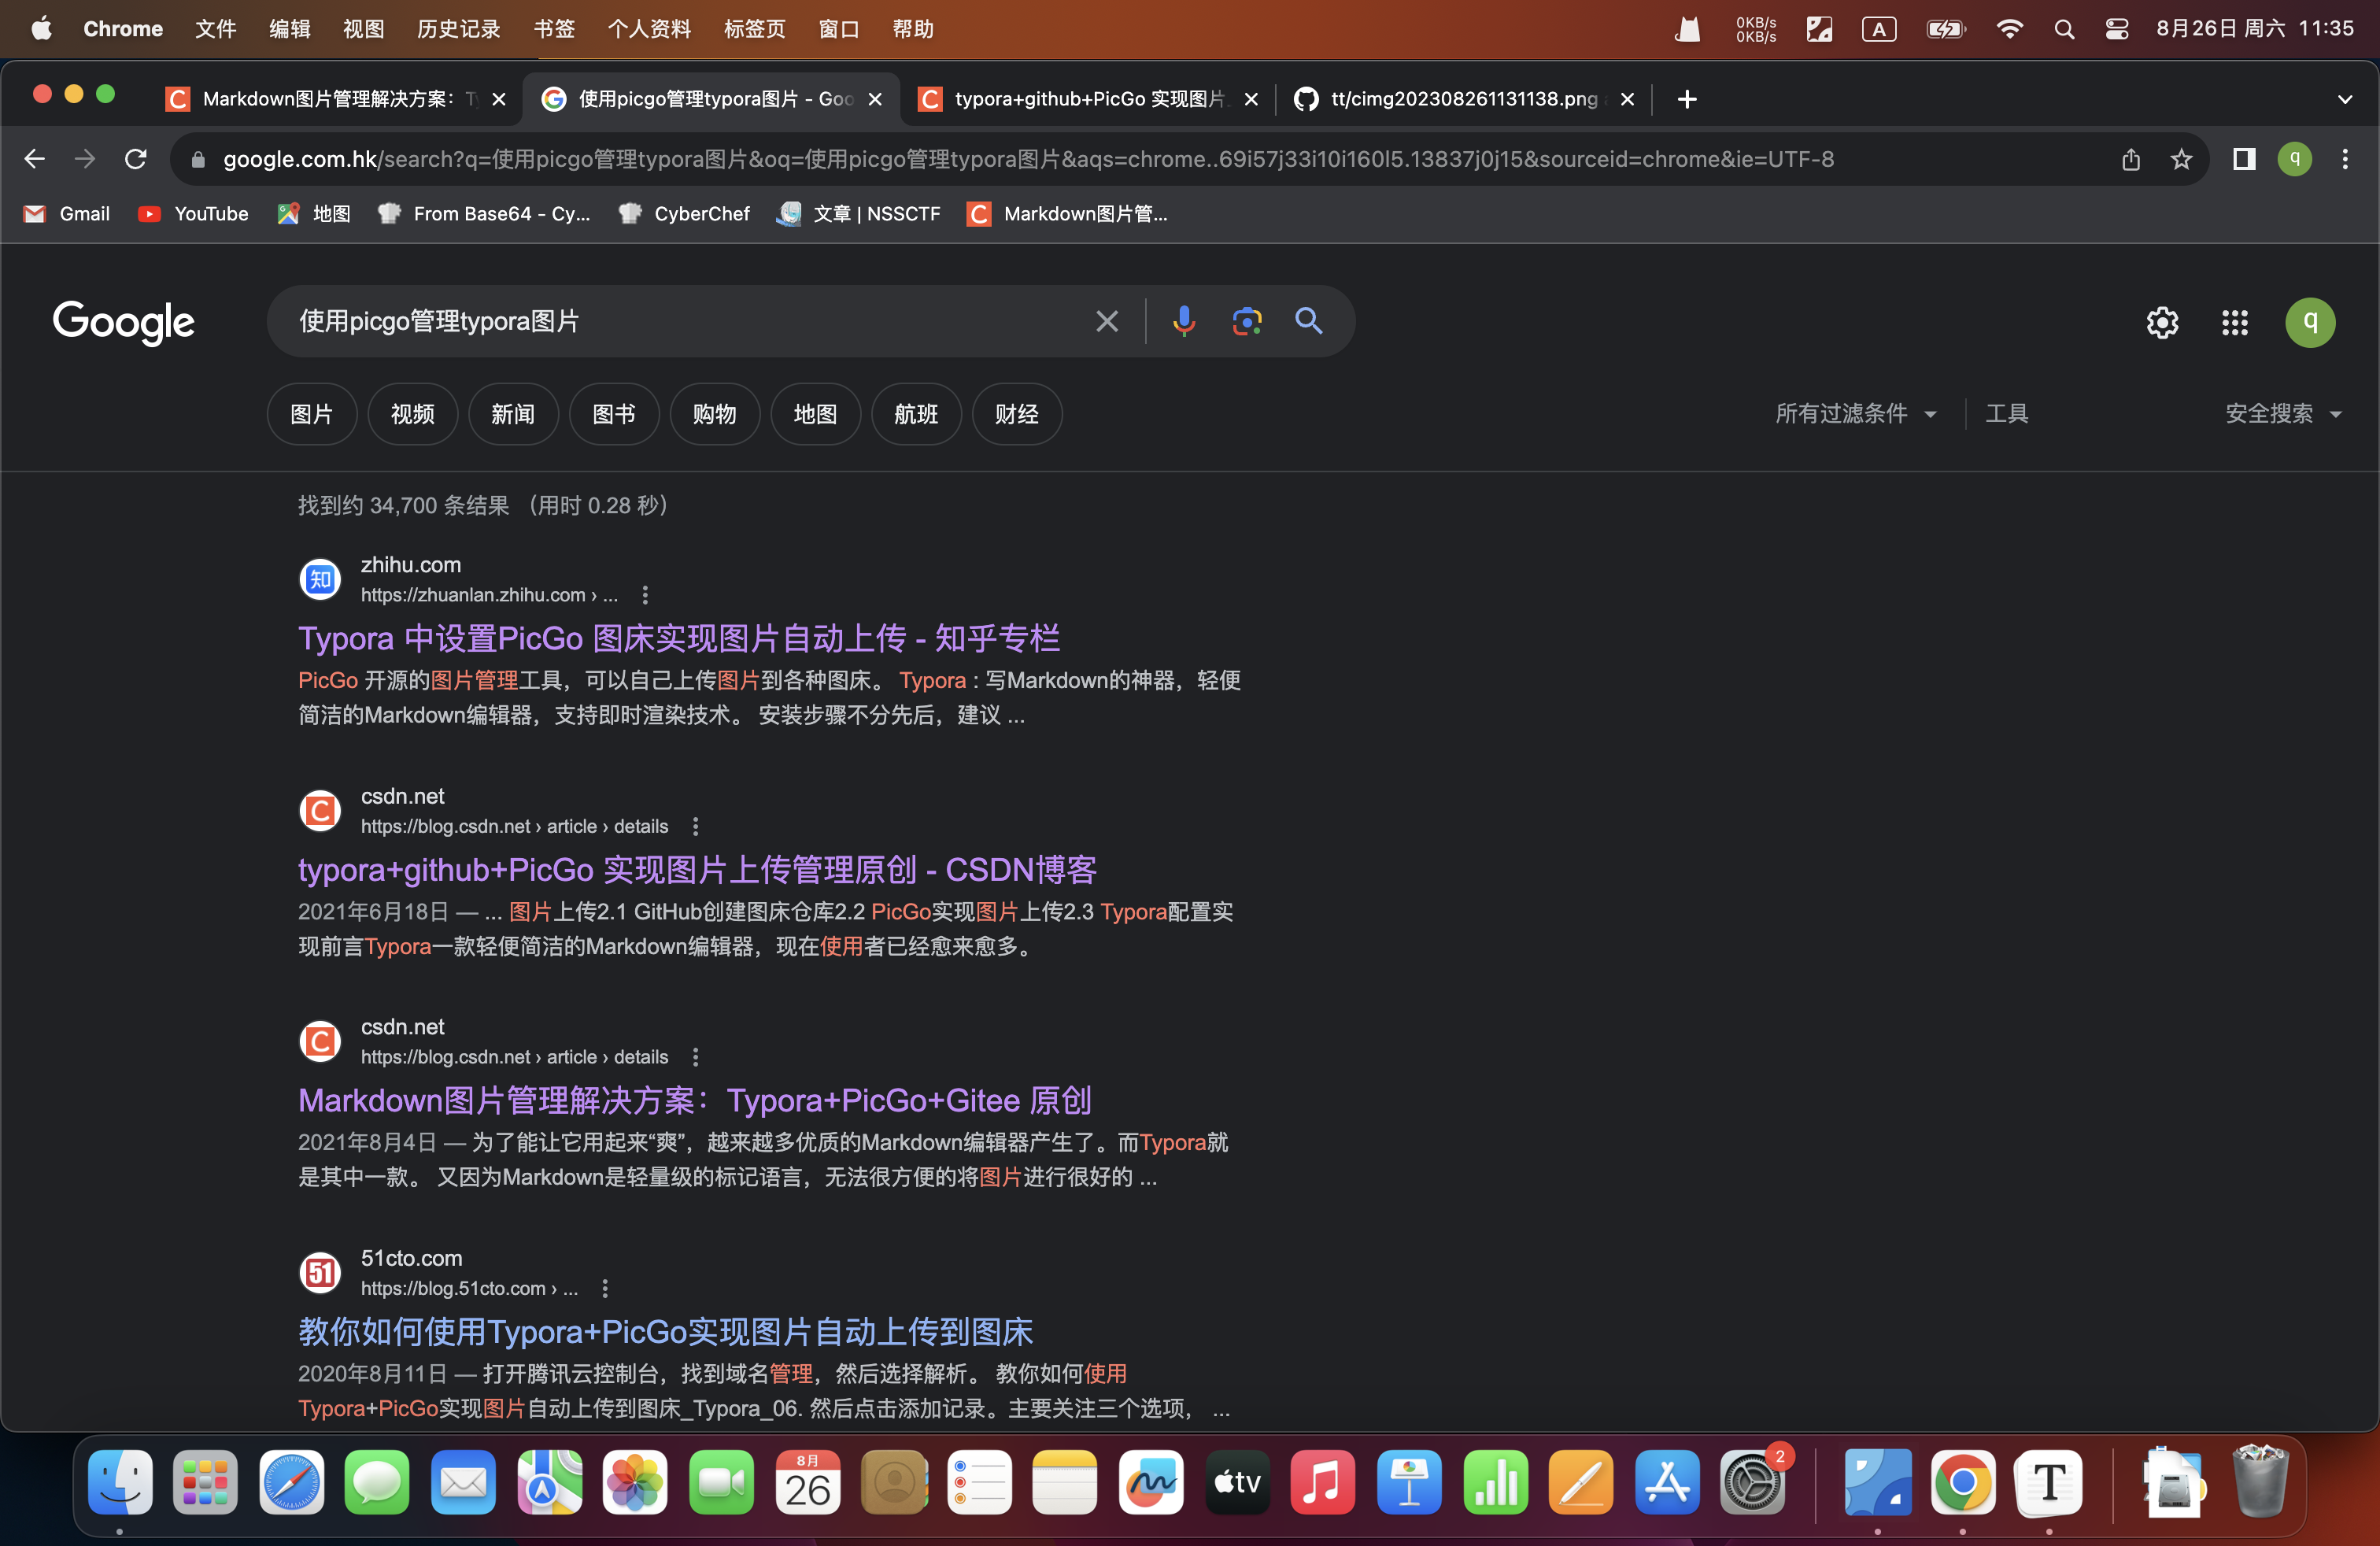 Chrome 文件 编辑 视图 历史记录 书签 个人资料 标签页 窗口 帮助 0KB/s 0KB/s A 8月26日 周六 11:35
Markdown图片管理解决方案： 使用picgo管理typora图片 - Goo typora+github+PicGo 实现图片 tt/cimg202308261131138.png
google.com.hk/search?q=使用picgo管理typora图片&oq=使用picgo管理typora图片&aqs=chrome..69i57j33i10i160l5.13837j0j15&sourceid=chrome&ie=UTF-8 q
Gmail YouTube 地图 From Base64 - Cy... CyberChef 文章 | NSSCTF Markdown图片管...
Google 使用picgo管理typora图片 q
图片 视频 新闻 图书 购物 地图 航班 财经 所有过滤条件 工具 安全搜索
找到约 34,700 条结果 （用时 0.28 秒）
知 zhihu.com
https://zhuanlan.zhihu.com › ...
Typora 中设置PicGo 图床实现图片自动上传 - 知乎专栏
PicGo 开源的图片管理工具，可以自己上传图片到各种图床。 Typora : 写Markdown的神器，轻便
简洁的Markdown编辑器，支持即时渲染技术。 安装步骤不分先后，建议 ...
C csdn.net
https://blog.csdn.net › article › details
typora+github+PicGo 实现图片上传管理原创 - CSDN博客
2021年6月18日 — ... 图片上传2.1 GitHub创建图床仓库2.2 PicGo实现图片上传2.3 Typora配置实
现前言Typora一款轻便简洁的Markdown编辑器，现在使用者已经愈来愈多。
C csdn.net
https://blog.csdn.net › article › details
Markdown图片管理解决方案：Typora+PicGo+Gitee 原创
2021年8月4日 — 为了能让它用起来“爽”，越来越多优质的Markdown编辑器产生了。而Typora就
是其中一款。 又因为Markdown是轻量级的标记语言，无法很方便的将图片进行很好的 ...
51 51cto.com
https://blog.51cto.com › ...
教你如何使用Typora+PicGo实现图片自动上传到图床
2020年8月11日 — 打开腾讯云控制台，找到域名管理，然后选择解析。 教你如何使用
Typora+PicGo实现图片自动上传到图床_Typora_06. 然后点击添加记录。主要关注三个选项， ...
8月 26 tv 2 T